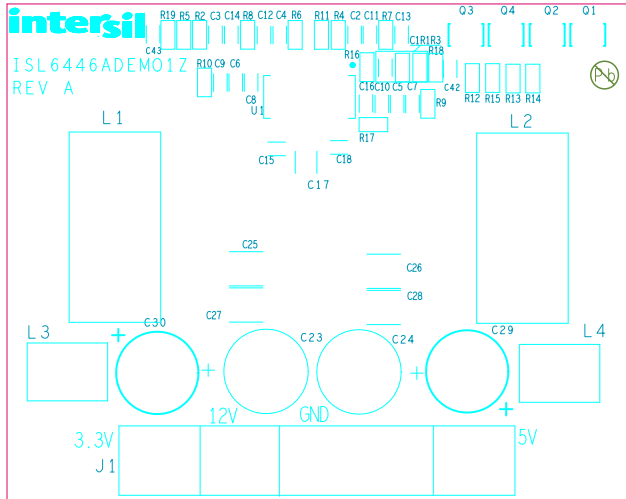 intersil
R19 R5 R2 C3 C14 R8 C12 C4 R6 R11 R4 C2 C11 R7 C13
Q3 Q4 Q2 Q1
C43
ISL6446ADEMO1Z
REV A
R10 C9 C6
C8
U1
R16
C1R1R3
R18
C42
C16 C10 C5 C7
R9
R17
R12 R15 R13 R14
Pb
L1
L2
C15
C18
C17
C25
C26
C27
C28
L3
C30
C23
C24
C29
L4
+
+
+
+
12V
GND
3.3V
5V
J1